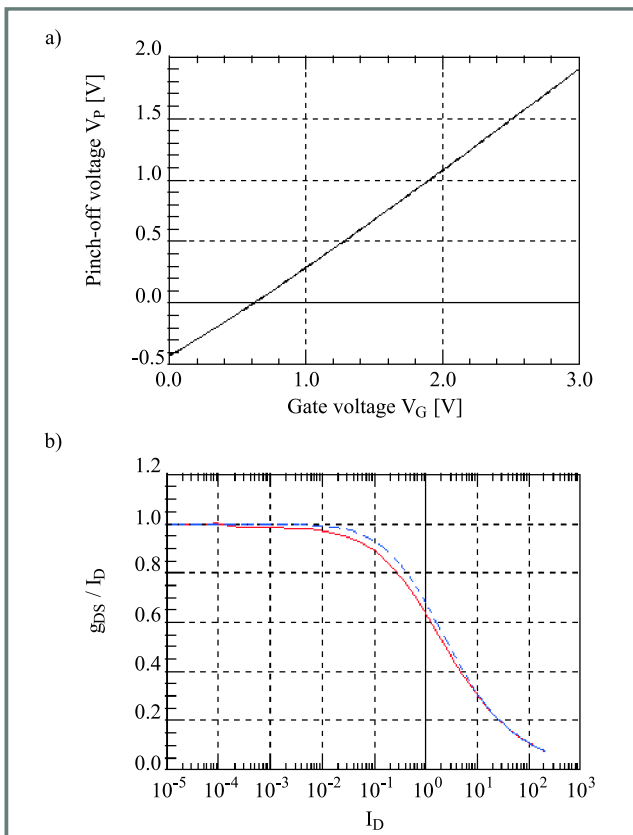 a)
Pinch-off voltage V_P [V]
2.0
1.5
1.0
0.5
0.0
-0.5
0.0 1.0 2.0 3.0
Gate voltage V_G [V]
b)
g_DS / I_D
1.2
1.0
0.8
0.6
0.4
0.2
0.0
10^-5 10^-4 10^-3 10^-2 10^-1 10^0 10^1 10^2 10^3
I_D